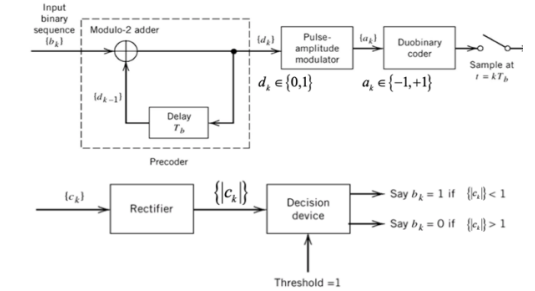 Input
binary
sequence
{b_k}
Modulo-2 adder
{d_k}
Pulse-
amplitude
modulator
{a_k}
Duobinary
coder
Sample at
t = kT_b
d_k ∈ {0,1}
a_k ∈ {−1,+1}
{d_{k−1}}
Delay
T_b
Precoder
{c_k}
Rectifier
{|c_k|}
Decision
device
Say b_k = 1 if {|c_k|} < 1
Say b_k = 0 if {|c_k|} > 1
Threshold =1